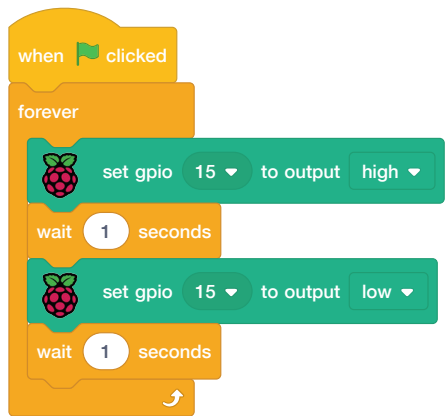 when clicked
forever
set gpio 15 to output high
wait 1 seconds
set gpio 15 to output low
wait 1 seconds